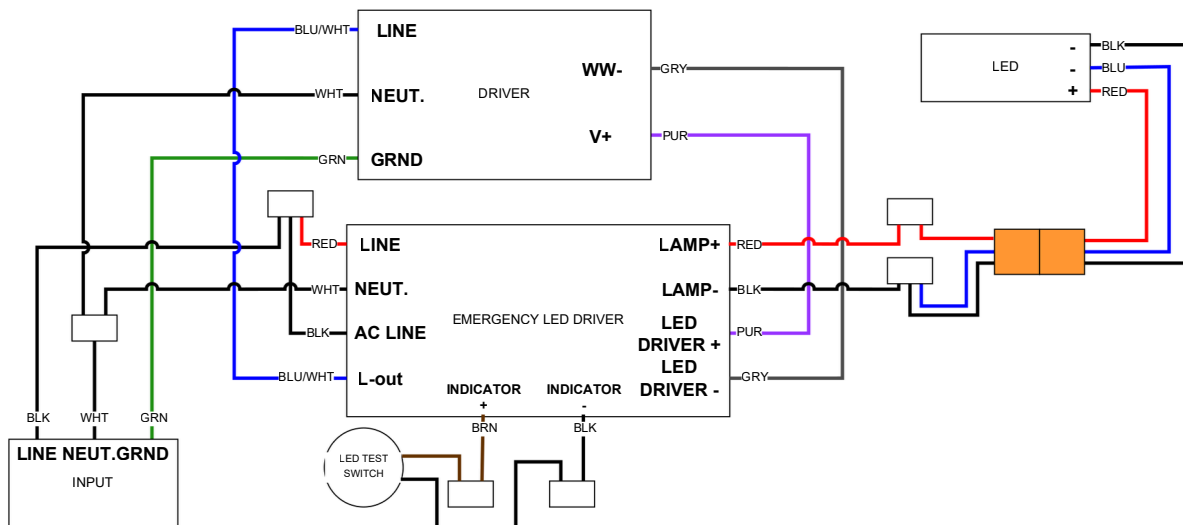 BLU/WHT
LINE
WHT
NEUT.
GRN
GRND
DRIVER
WW-
GRY
V+
PUR
LED
-
BLK
-
BLU
+
RED
RED
LINE
WHT
NEUT.
BLK
AC LINE
BLU/WHT
L-out
EMERGENCY LED DRIVER
LAMP+
RED
LAMP-
BLK
LED
DRIVER +
PUR
LED
DRIVER -
GRY
INDICATOR
+
BRN
INDICATOR
-
BLK
BLK
WHT
GRN
LINE NEUT.GRND
INPUT
LED TEST
SWITCH